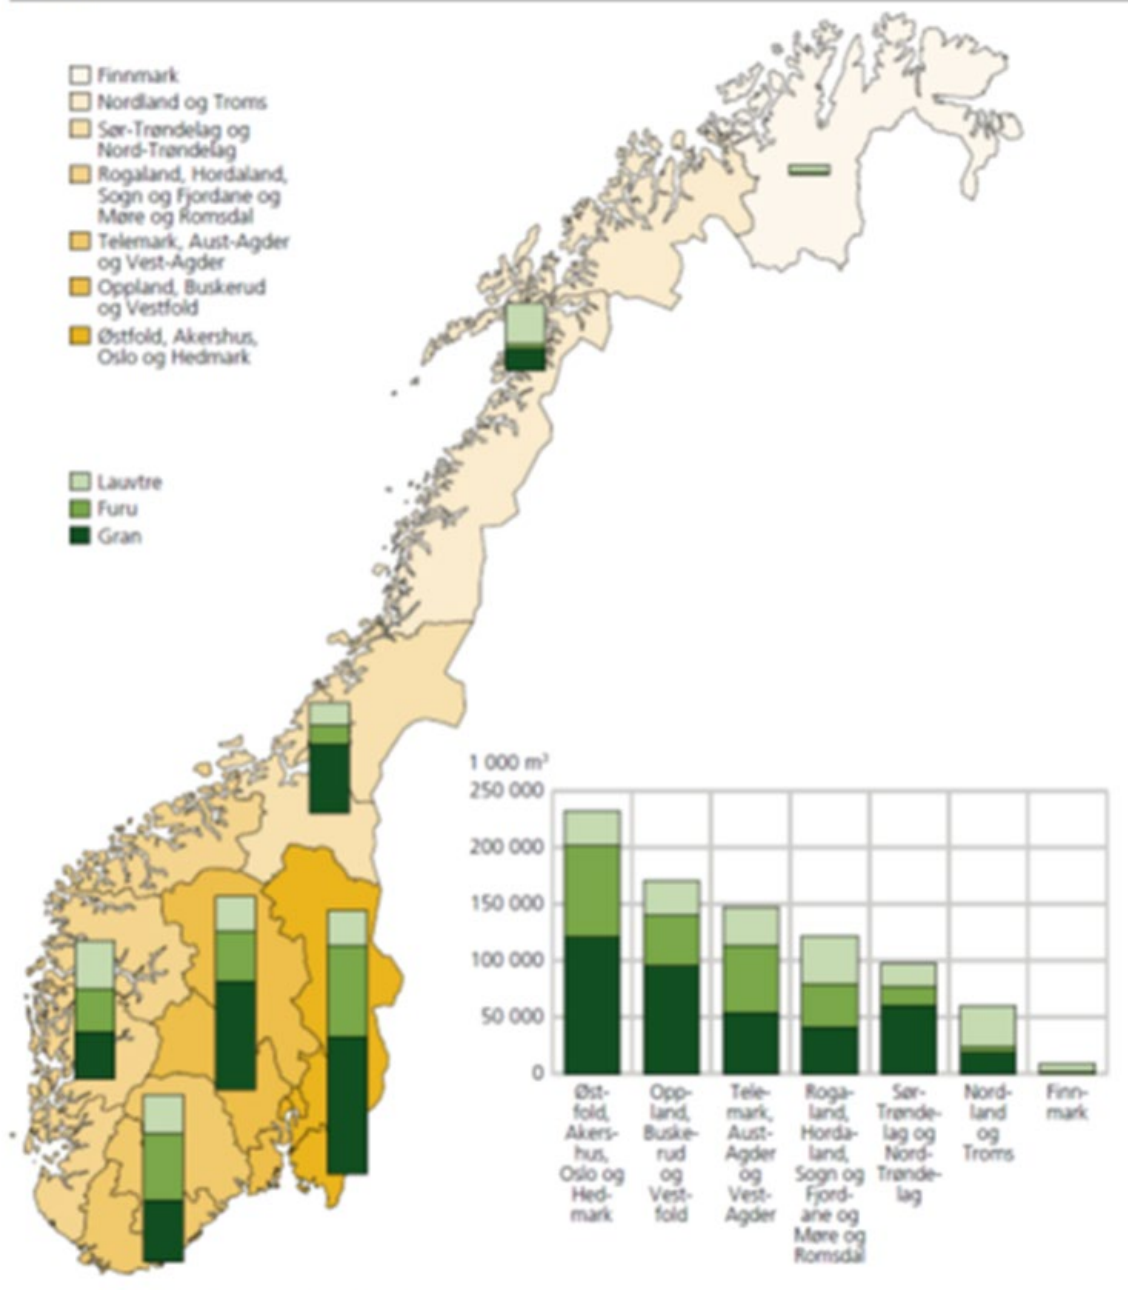 Finnmark
Nordland og Troms
Sør-Trøndelag og
Nord-Trøndelag
Rogaland, Hordaland,
Sogn og Fjordane og
Møre og Romsdal
Telemark, Aust-Agder
og Vest-Agder
Oppland, Buskerud
og Vestfold
Østfold, Akershus,
Oslo og Hedmark
Lauvtre
Furu
Gran
1 000 m³
250 000
200 000
150 000
100 000
50 000
0
Øst-
fold,
Akers-
hus,
Oslo og
Hed-
mark
Opp-
land,
Buske-
rud
og
Vest-
fold
Tele-
mark,
Aust-
Agder
og
Vest-
Agder
Roga-
land,
Horda-
land,
Sogn og
Fjord-
ane og
Møre og
Romsdal
Sør-
Trønde-
lag og
Nord-
Trønde-
lag
Nord-
land
og
Troms
Finn-
mark